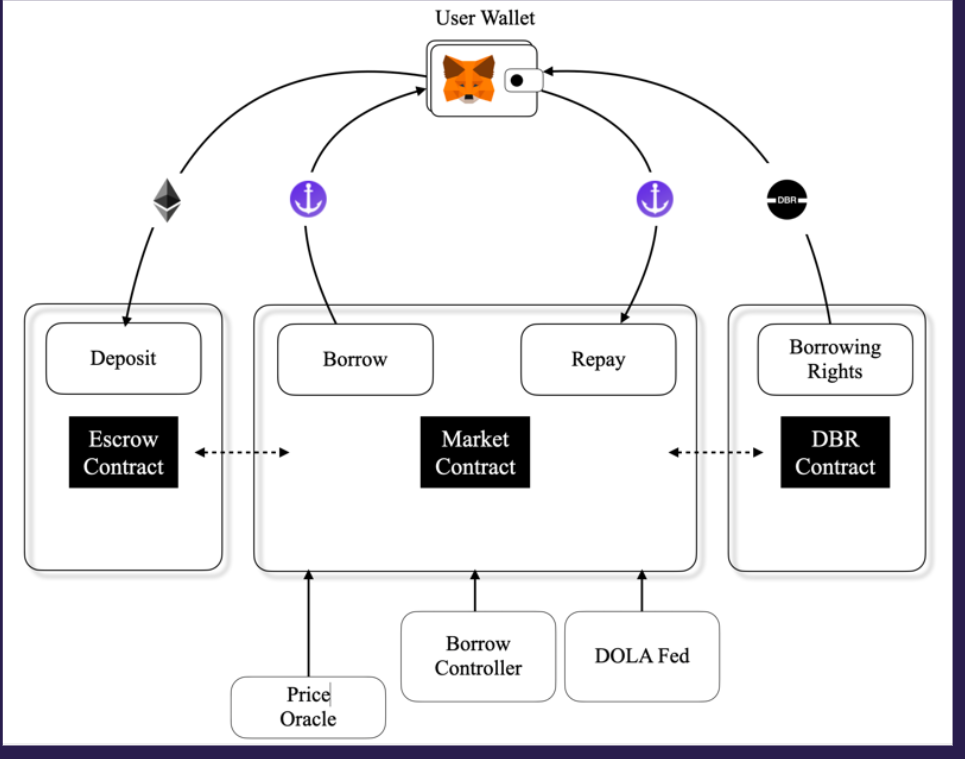 User Wallet
DBR
Deposit
Borrow
Repay
Borrowing
Rights
Escrow
Contract
Market
Contract
DBR
Contract
Borrow
Controller
DOLA Fed
Price
Oracle